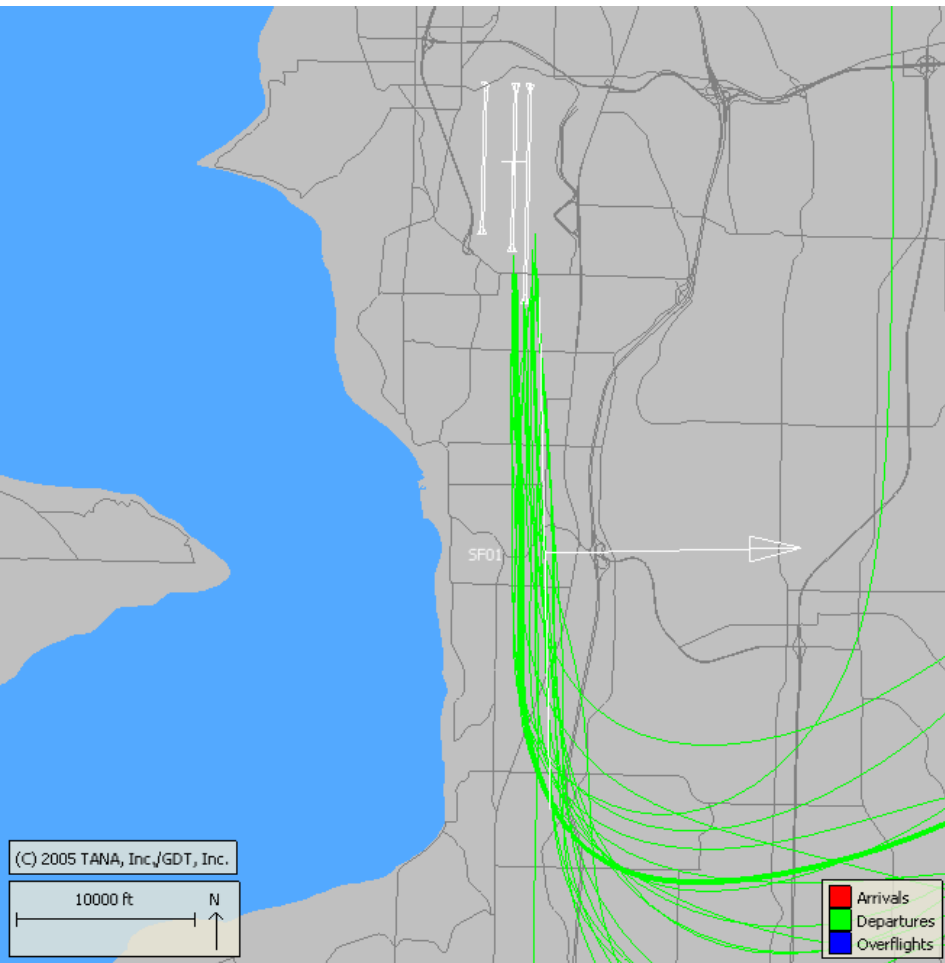 SF01
(C) 2005 TANA, Inc./GDT, Inc.
10000 ft
N
Arrivals
Departures
Overflights